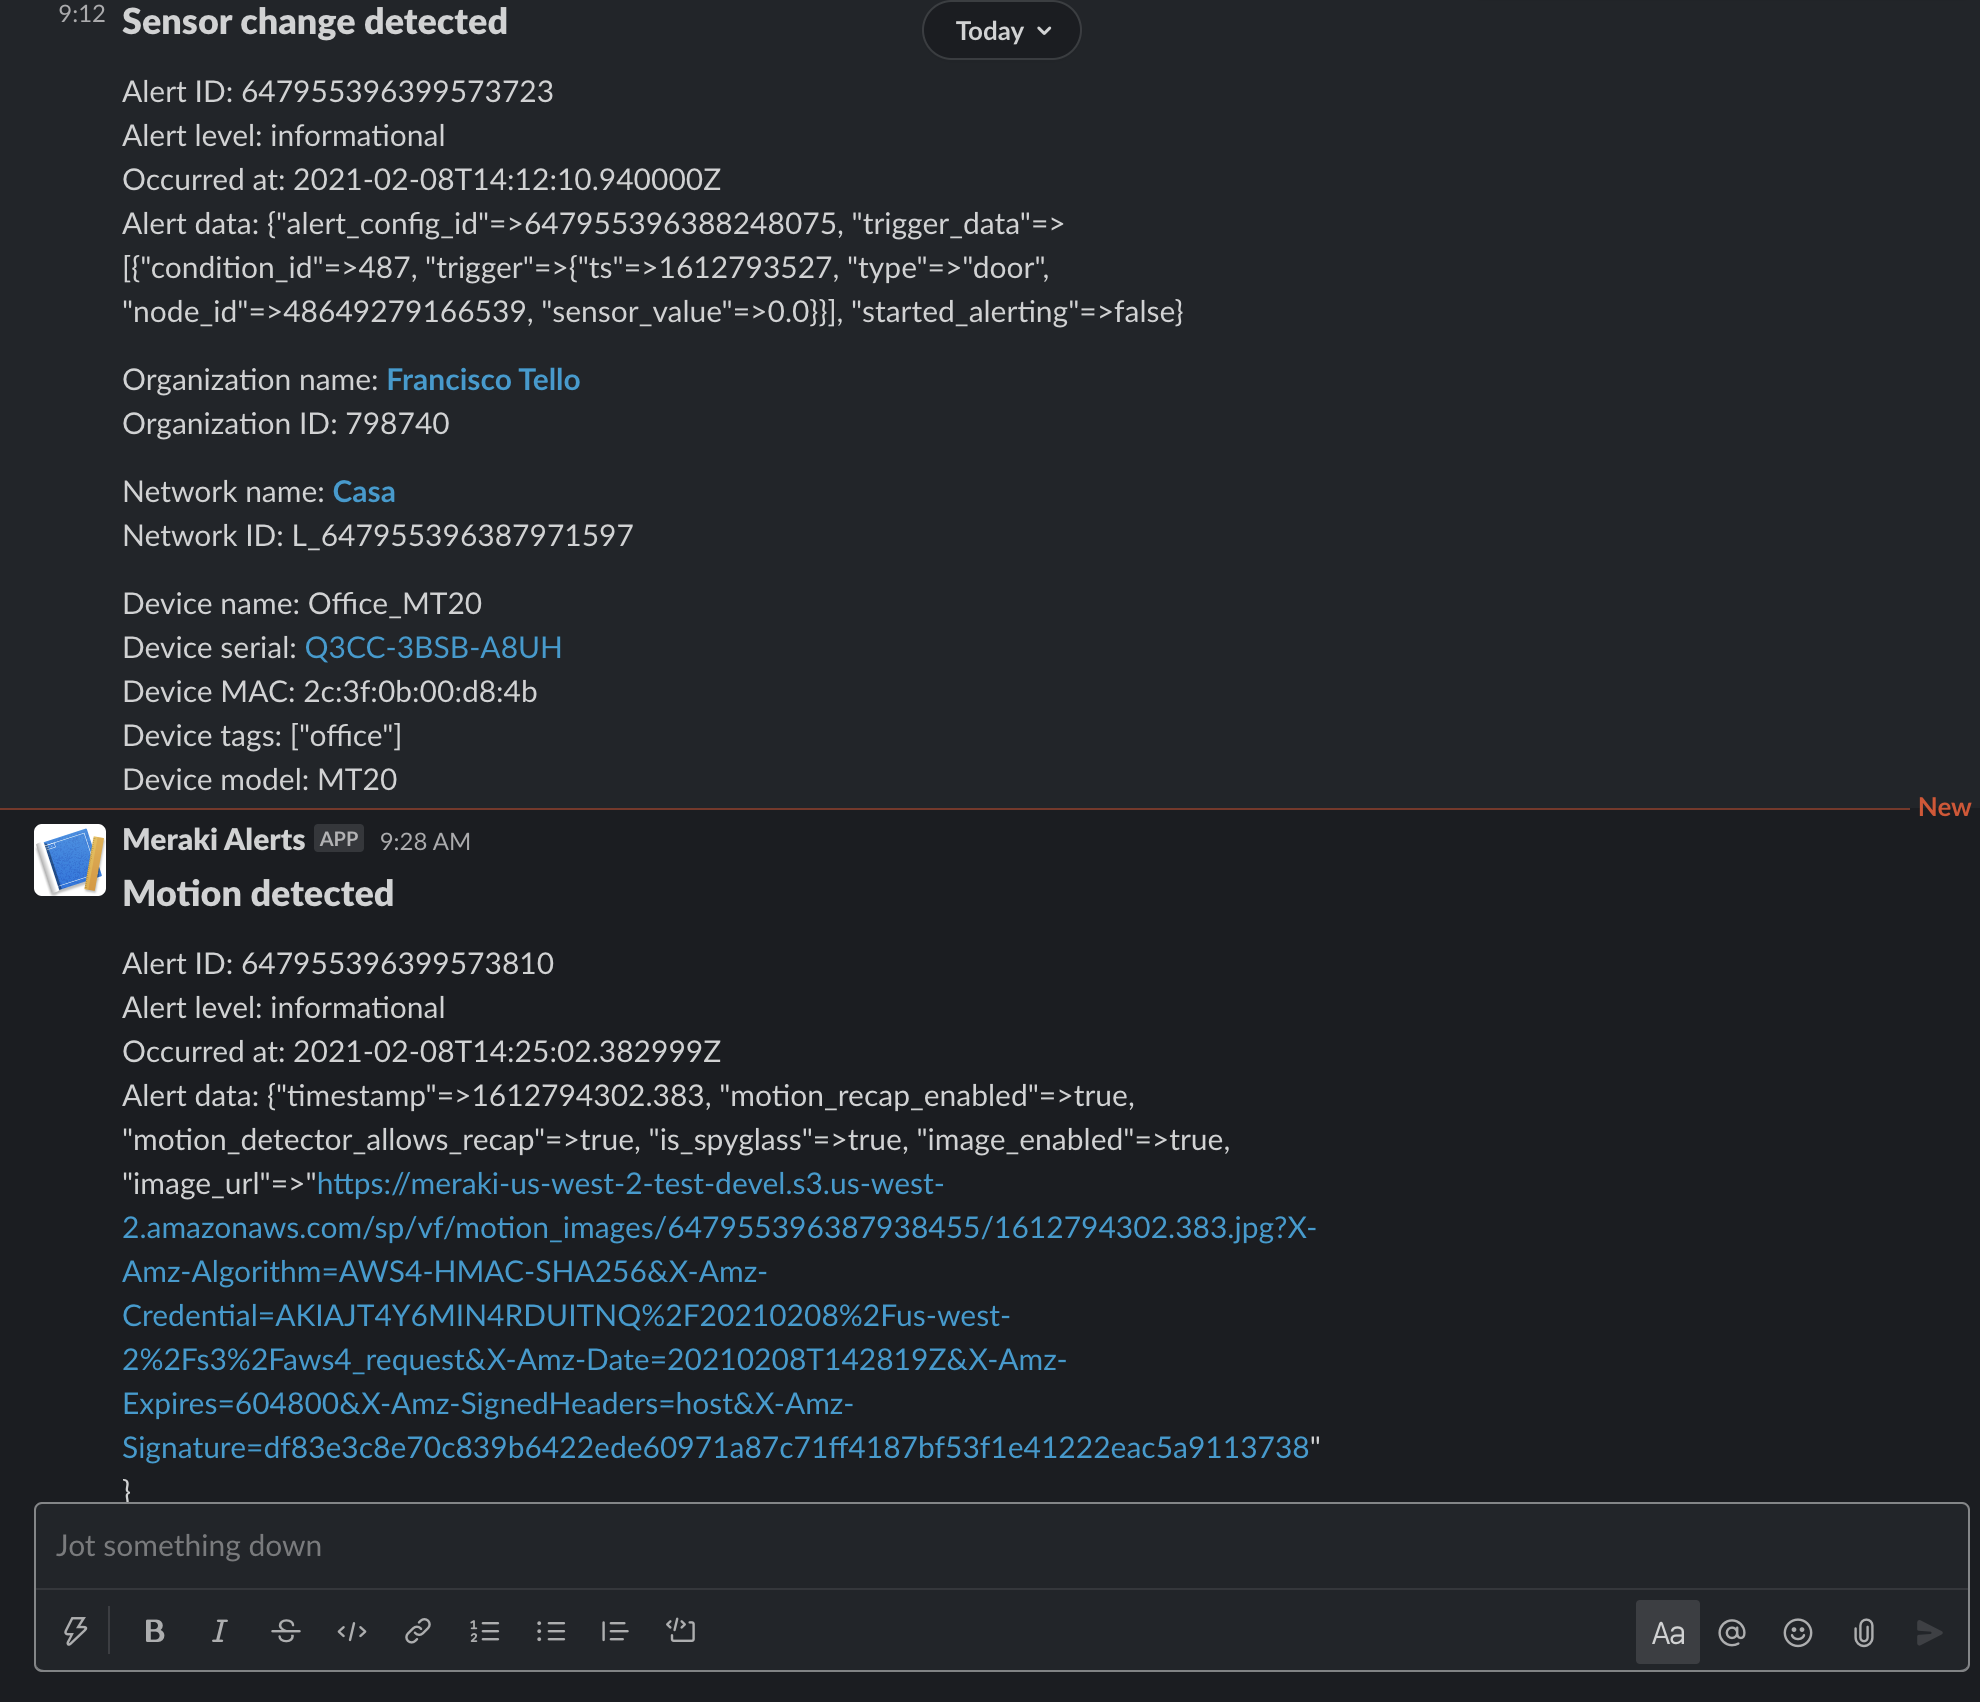 9:12 Sensor change detected
Today
Alert ID: 647955396399573723
Alert level: informational
Occurred at: 2021-02-08T14:12:10.940000Z
Alert data: {"alert_config_id"=>647955396388248075, "trigger_data"=>
[{"condition_id"=>487, "trigger"=>{"ts"=>1612793527, "type"=>"door",
"node_id"=>48649279166539, "sensor_value"=>0.0}}], "started_alerting"=>false}
Organization name: Francisco Tello
Organization ID: 798740
Network name: Casa
Network ID: L_647955396387971597
Device name: Office_MT20
Device serial: Q3CC-3BSB-A8UH
Device MAC: 2c:3f:0b:00:d8:4b
Device tags: ["office"]
Device model: MT20
New
Meraki Alerts APP 9:28 AM
Motion detected
Alert ID: 647955396399573810
Alert level: informational
Occurred at: 2021-02-08T14:25:02.382999Z
Alert data: {"timestamp"=>1612794302.383, "motion_recap_enabled"=>true,
"motion_detector_allows_recap"=>true, "is_spyglass"=>true, "image_enabled"=>true,
"image_url"=>"https://meraki-us-west-2-test-devel.s3.us-west-
2.amazonaws.com/sp/vf/motion_images/647955396387938455/1612794302.383.jpg?X-
Amz-Algorithm=AWS4-HMAC-SHA256&X-Amz-
Credential=AKIAJT4Y6MIN4RDUITNQ%2F20210208%2Fus-west-
2%2Fs3%2Faws4_request&X-Amz-Date=20210208T142819Z&X-Amz-
Expires=604800&X-Amz-SignedHeaders=host&X-Amz-
Signature=df83e3c8e70c839b6422ede60971a87c71ff4187bf53f1e41222eac5a9113738"
}
Jot something down
B I S </> Aa @